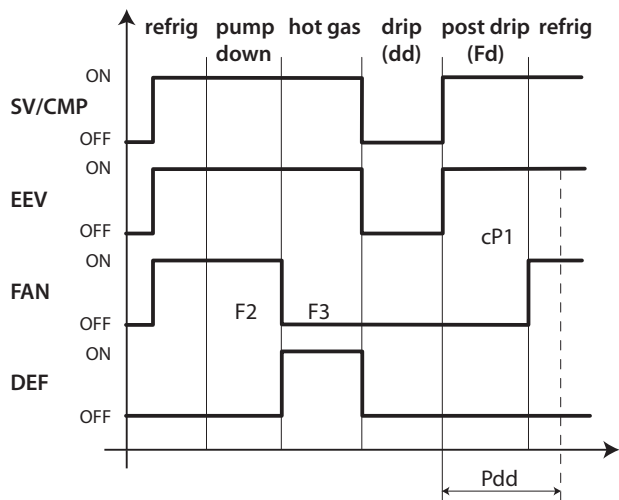 refrig pump down hot gas drip (dd) post drip (Fd) refrig
ON
SV/CMP
OFF
ON
EEV
OFF
cP1
ON
FAN
OFF
F2 F3
ON
DEF
OFF
Pdd